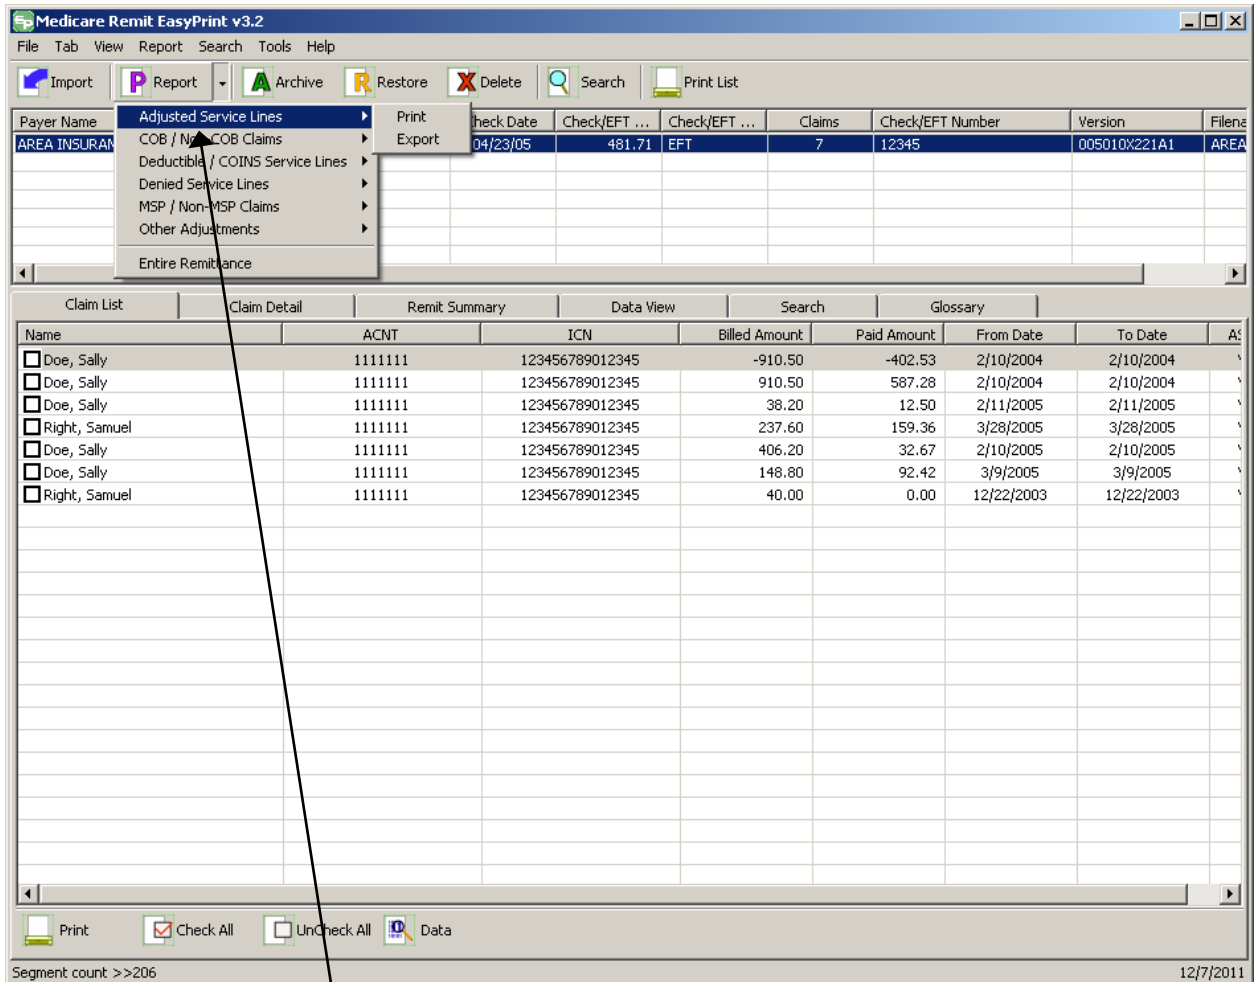 Medicare Remit EasyPrint v3.2
File Tab View Report Search Tools Help
Import P Report A Archive R Restore X Delete Search Print List
Payer Name Check Date Check/EFT ... Check/EFT ... Claims Check/EFT Number Version Filena
AREA INSURAN 04/23/05 481.71 EFT 7 12345 005010X221A1 AREA
Adjusted Service Lines
COB / Non-COB Claims
Deductible / COINS Service Lines
Denied Service Lines
MSP / Non-MSP Claims
Other Adjustments
Entire Remittance
Print
Export
Claim List Claim Detail Remit Summary Data View Search Glossary
Name ACNT ICN Billed Amount Paid Amount From Date To Date AS
Doe, Sally 1111111 123456789012345 -910.50 -402.53 2/10/2004 2/10/2004
Doe, Sally 1111111 123456789012345 910.50 587.28 2/10/2004 2/10/2004
Doe, Sally 1111111 123456789012345 38.20 12.50 2/11/2005 2/11/2005
Right, Samuel 1111111 123456789012345 237.60 159.36 3/28/2005 3/28/2005
Doe, Sally 1111111 123456789012345 406.20 32.67 2/10/2005 2/10/2005
Doe, Sally 1111111 123456789012345 148.80 92.42 3/9/2005 3/9/2005
Right, Samuel 1111111 123456789012345 40.00 0.00 12/22/2003 12/22/2003
Print Check All UnCheck All Data
Segment count >>206 12/7/2011